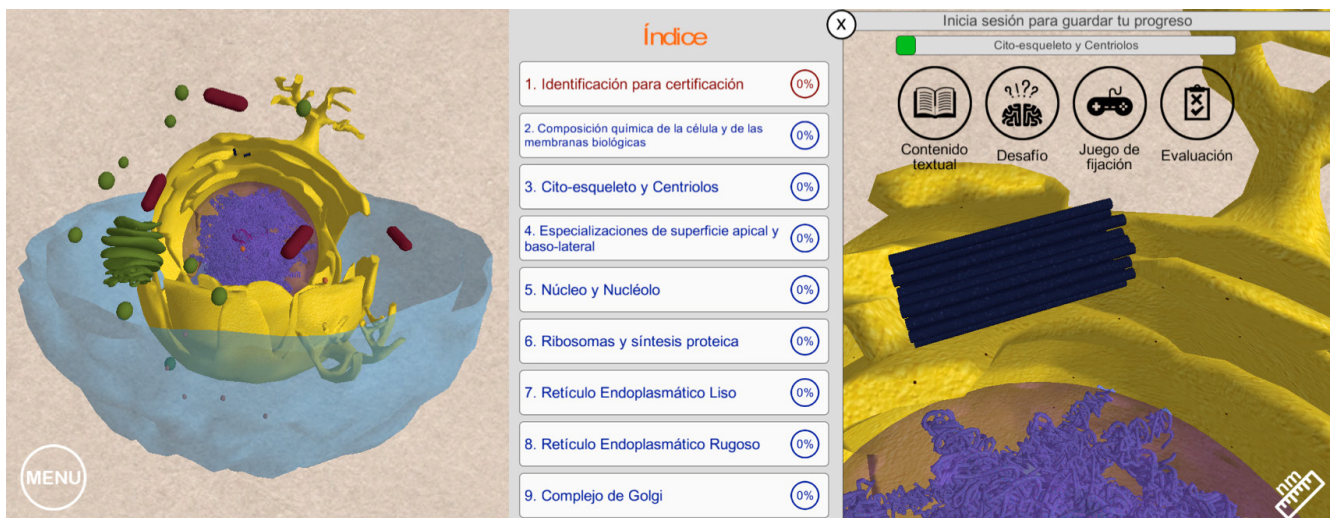 MENU
Índice
1. Identificación para certificación
0%
2. Composición química de la célula y de las
membranas biológicas
0%
3. Cito-esqueleto y Centriolos
0%
4. Especializaciones de superficie apical y
baso-lateral
0%
5. Núcleo y Nucléolo
0%
6. Ribosomas y síntesis proteica
0%
7. Retículo Endoplasmático Liso
0%
8. Retículo Endoplasmático Rugoso
0%
9. Complejo de Golgi
0%
X
Inicia sesión para guardar tu progreso
Cito-esqueleto y Centriolos
?!??
Contenido
textual
Desafío
Juego de
fijación
Evaluación
nm